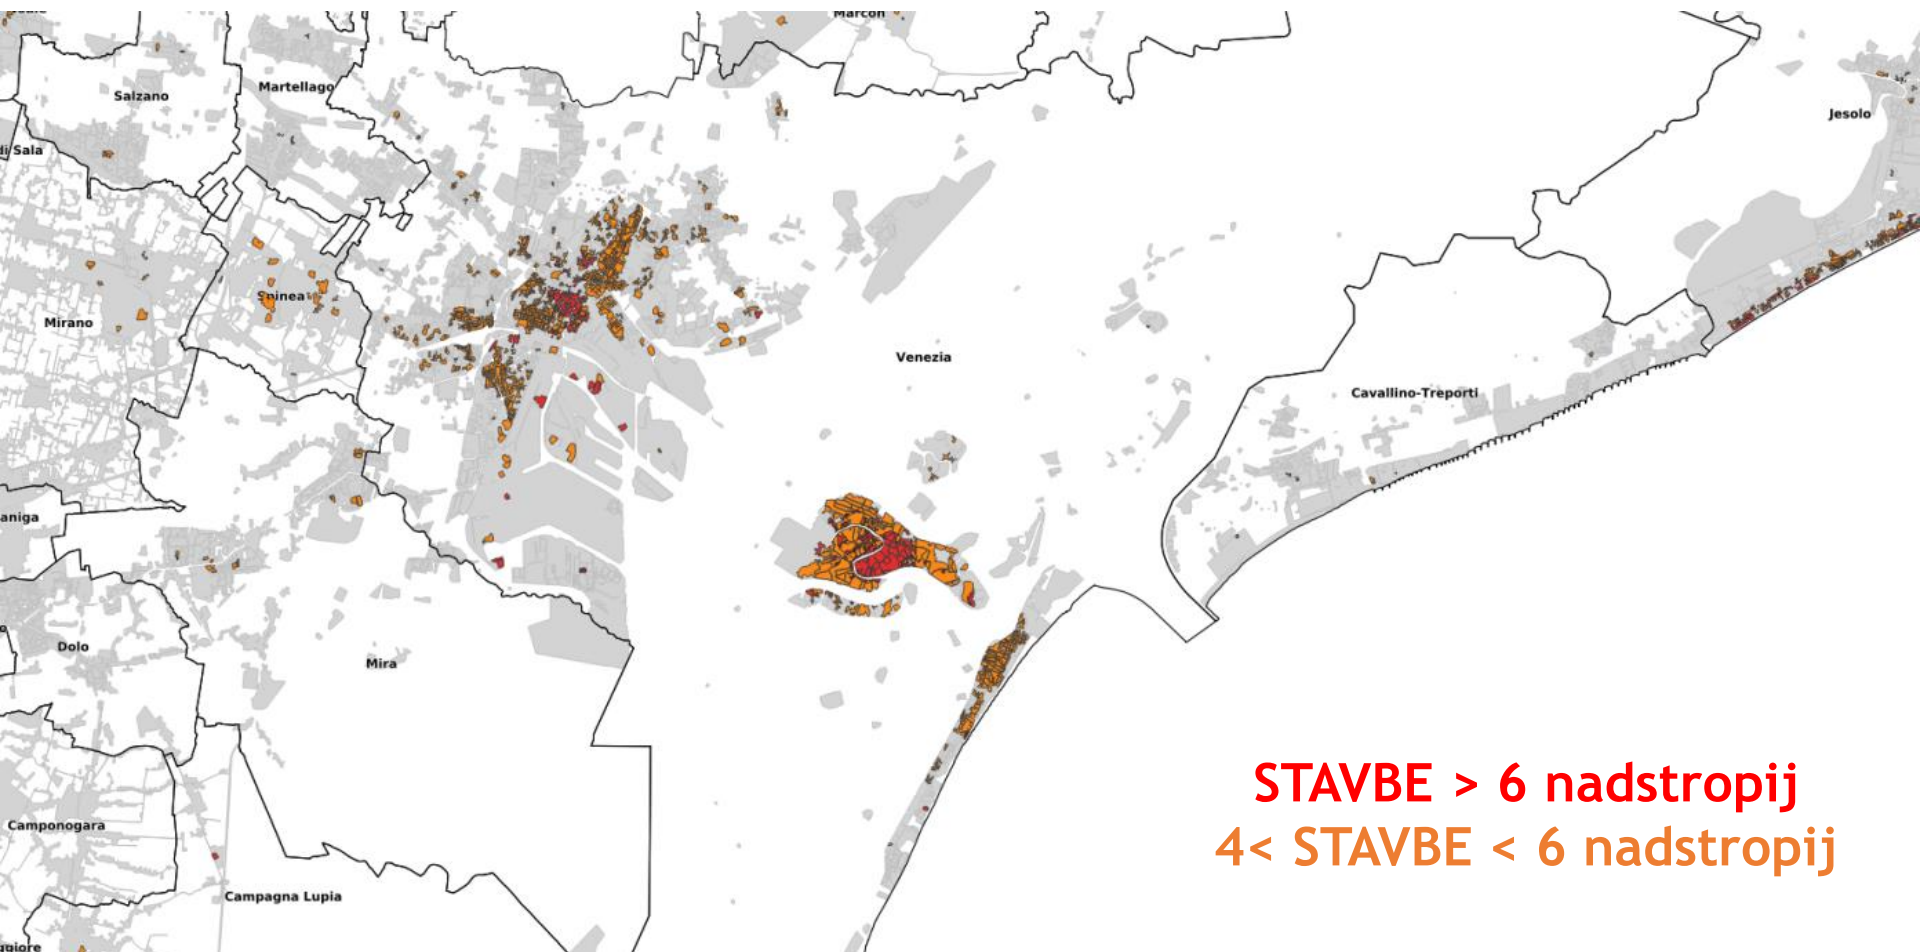 Marcon
Martellago
Salzano
Jesolo
di Sala
Spinea
Mirano
Venezia
Cavallino-Treporti
aniga
Dolo
Mira
STAVBE > 6 nadstropij
Camponogara
4< STAVBE < 6 nadstropij
Campagna Lupia
ggiore